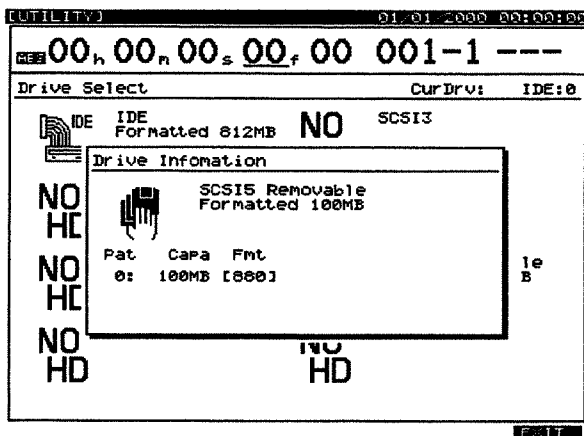 [UTILITY] 01/01/2000 00:00:00
MES 00h 00m 00s 00f 00 001-1 ---
Drive Select CurDrv: IDE:0
IDE IDE NO SCSI3
Formatted 812MB
Drive Infomation
SCSI5 Removable
Formatted 100MB
NO
HD
Pat Capa Fmt
0: 100MB [880]
NO le
HD B
NO NO
HD HD
EXIT